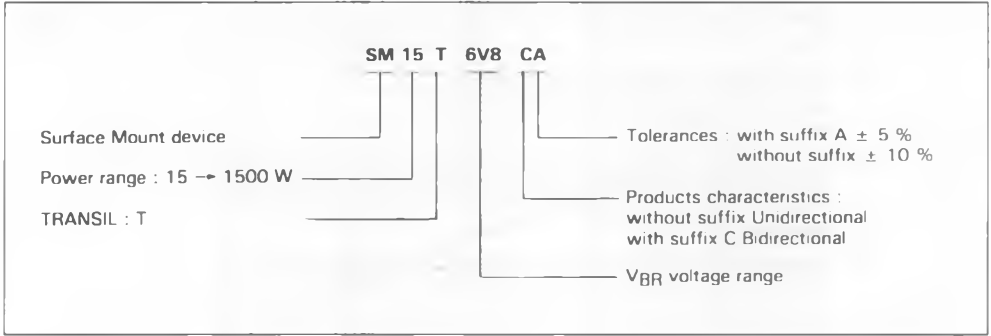 SM 15 T 6V8 CA
Surface Mount device
Power range : 15 → 1500 W
TRANSIL : T
Tolerances : with suffix A ± 5 %
without suffix ± 10 %
Products characteristics :
without suffix Unidirectional
with suffix C Bidirectional
VBR voltage range